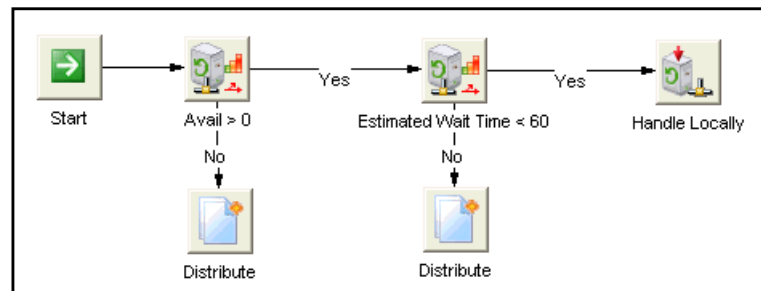 Yes
Yes
Start
Avail > 0
Estimated Wait Time < 60
Handle Locally
No
No
Distribute
Distribute